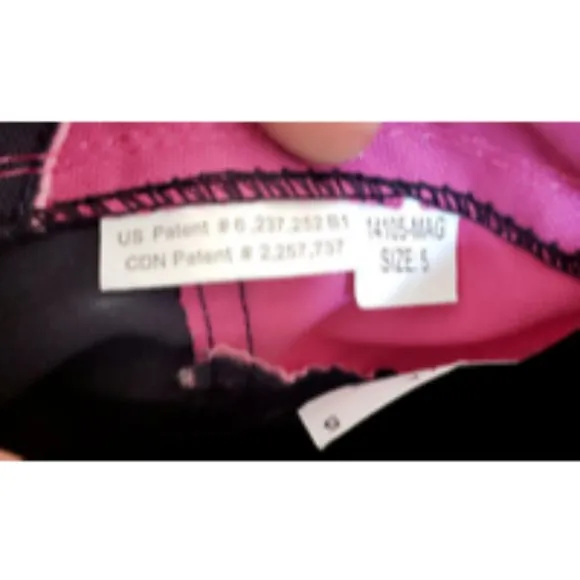 US Patent # 6,237,252 B1
CDN Patent # 2,257,737
14105-MAG
SIZE 5